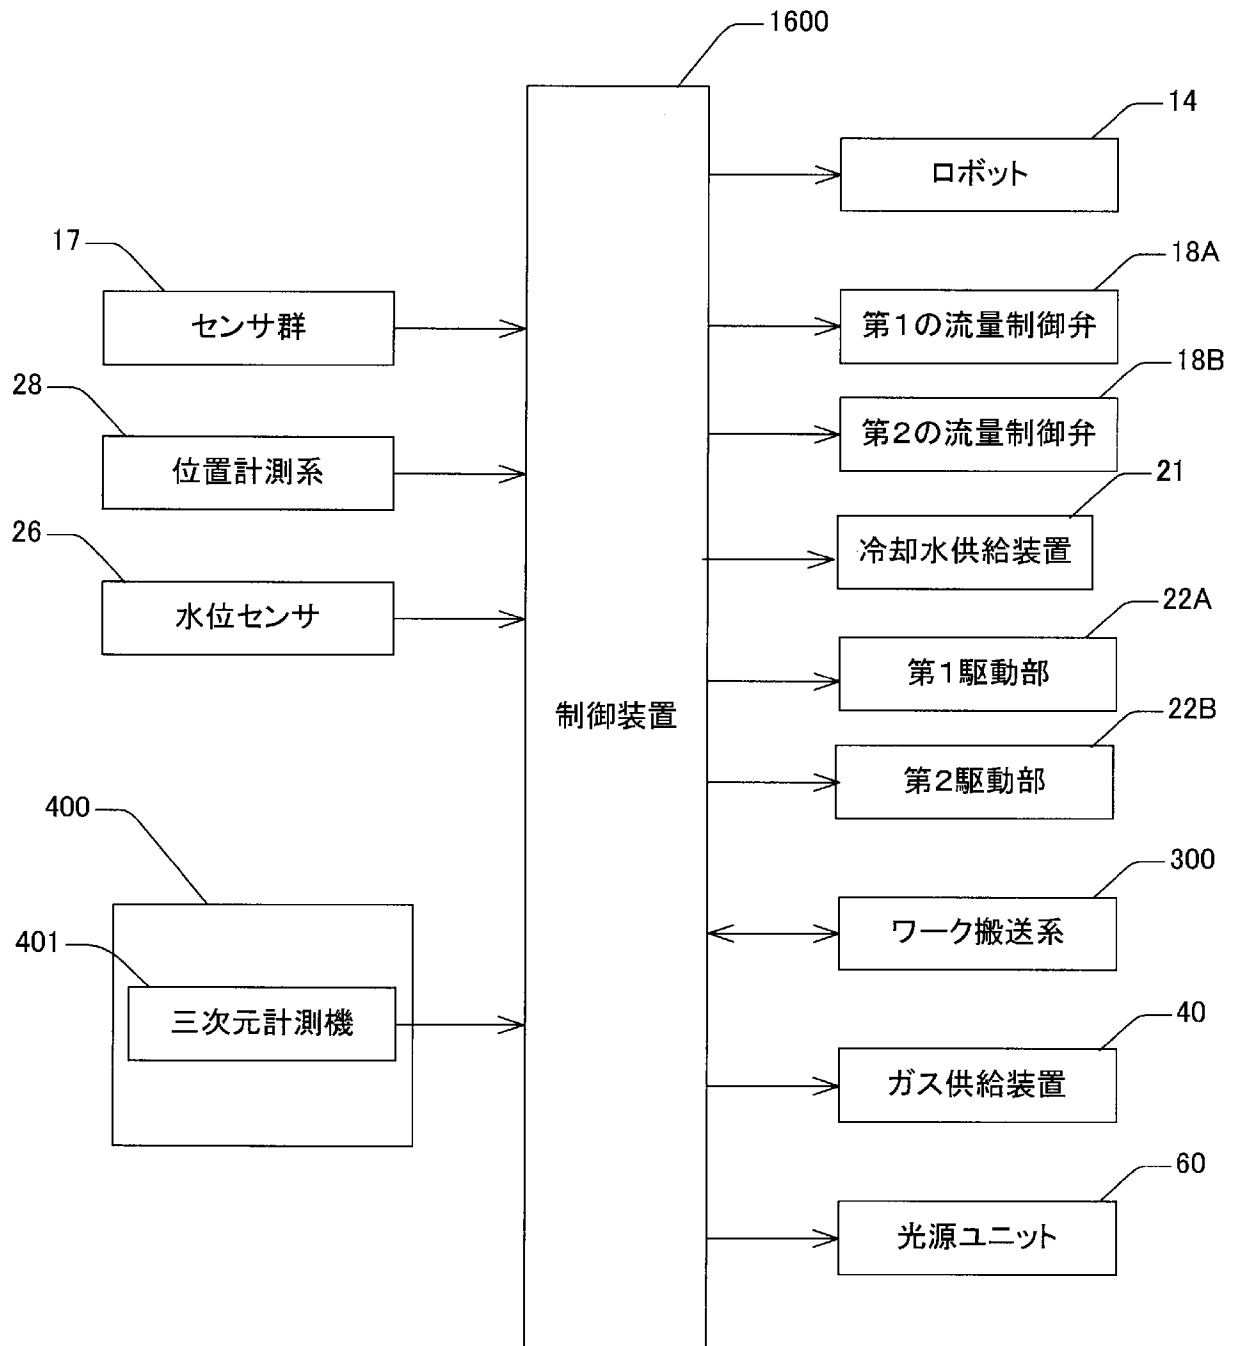 1600
14
ロボット
17
センサ群
18A
第1の流量制御弁
28
位置計測系
18B
第2の流量制御弁
26
水位センサ
21
冷却水供給装置
22A
第1駆動部
制御装置
22B
第2駆動部
400
401
三次元計測機
300
ワーク搬送系
40
ガス供給装置
60
光源ユニット